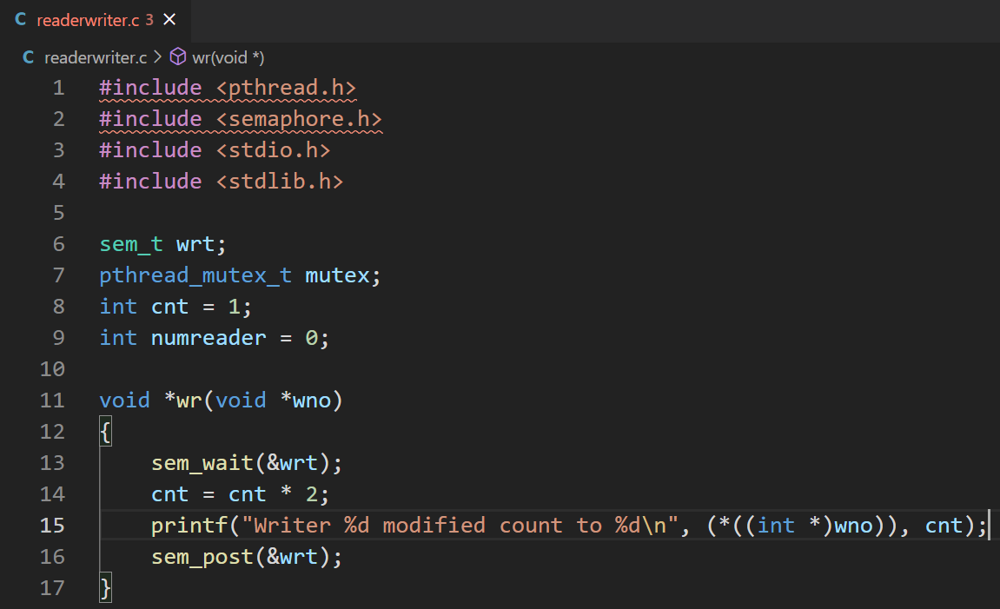 C readerwriter.c 3 ×
C readerwriter.c > wr(void *)
1 #include <pthread.h>
2 #include <semaphore.h>
3 #include <stdio.h>
4 #include <stdlib.h>
5
6 sem_t wrt;
7 pthread_mutex_t mutex;
8 int cnt = 1;
9 int numreader = 0;
10
11 void *wr(void *wno)
12 {
13     sem_wait(&wrt);
14     cnt = cnt * 2;
15     printf("Writer %d modified count to %d\n", (*((int *)wno)), cnt);
16     sem_post(&wrt);
17 }